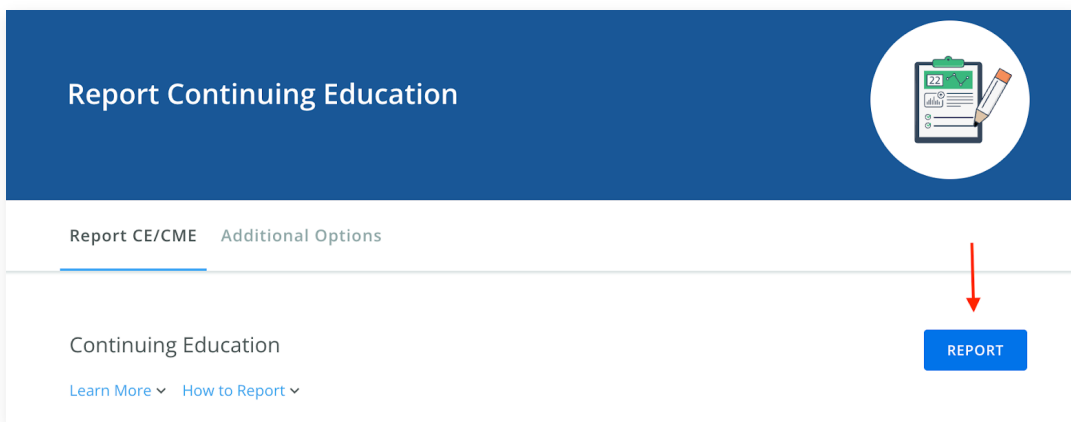 Report Continuing Education
22
Report CE/CME Additional Options
Continuing Education
REPORT
Learn More How to Report